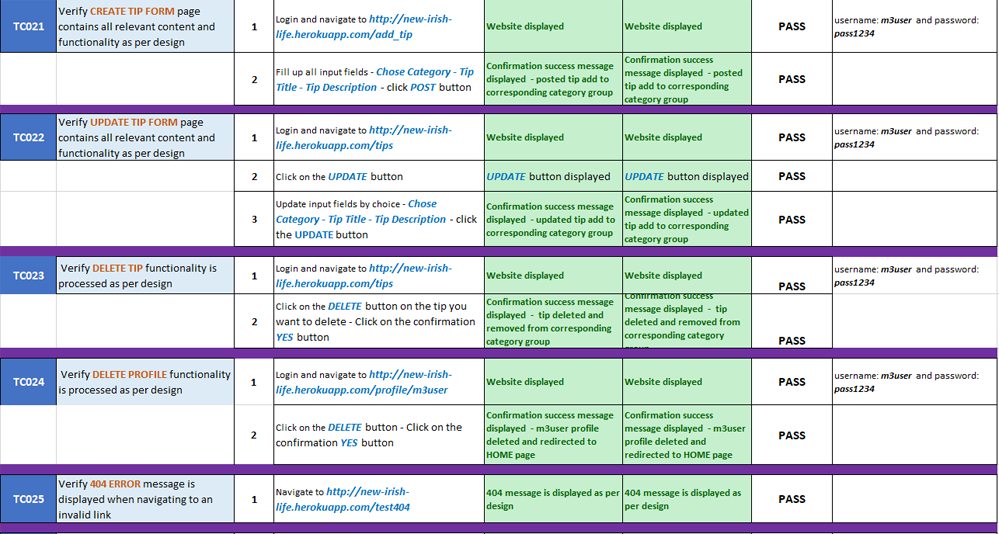 TC021
Verify CREATE TIP FORM page
contains all relevant content and
functionality as per design
1
Login and navigate to http://new-irish-
life.herokuapp.com/add_tip
Website displayed
Website displayed
PASS
username: m3user and password:
pass1234
2
Fill up all input fields - Chose Category - Tip
Title - Tip Description - click POST button
Confirmation success message
displayed - posted tip add to
corresponding category group
Confirmation success
message displayed - posted
tip add to corresponding
category group
PASS
TC022
Verify UPDATE TIP FORM page
contains all relevant content and
functionality as per design
1
Login and navigate to http://new-irish-
life.herokuapp.com/tips
Website displayed
Website displayed
PASS
username: m3user and password:
pass1234
2
Click on the UPDATE button
UPDATE button displayed
UPDATE button displayed
PASS
3
Update input fields by choice - Chose
Category - Tip Title - Tip Description - click
the UPDATE button
Confirmation success message
displayed - updated tip add to
corresponding category group
Confirmation success
message displayed - updated
tip add to corresponding
category group
PASS
TC023
Verify DELETE TIP functionality is
processed as per design
1
Login and navigate to http://new-irish-
life.herokuapp.com/tips
Website displayed
Website displayed
PASS
username: m3user and password:
pass1234
2
Click on the DELETE button on the tip you
want to delete - Click on the confirmation
YES button
Confirmation success message
displayed - tip deleted and
removed from corresponding
category group
Confirmation success
message displayed - tip
deleted and removed from
corresponding category
group
PASS
TC024
Verify DELETE PROFILE functionality
is processed as per design
1
Login and navigate to http://new-irish-
life.herokuapp.com/profile/m3user
Website displayed
Website displayed
PASS
username: m3user and password:
pass1234
2
Click on the DELETE button - Click on the
confirmation YES button
Confirmation success message
displayed - m3user profile
deleted and redirected to
HOME page
Confirmation success
message displayed - m3user
profile deleted and
redirected to HOME page
PASS
TC025
Verify 404 ERROR message is
displayed when navigating to an
invalid link
1
Navigate to http://new-irish-
life.herokuapp.com/test404
404 message is displayed as per
design
404 message is displayed as
per design
PASS